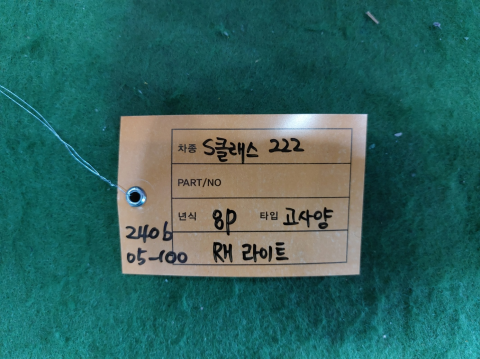 차종 S클래스 222
PART/NO
년식 8P 타입 고사양
RH 라이트
2406
05-100